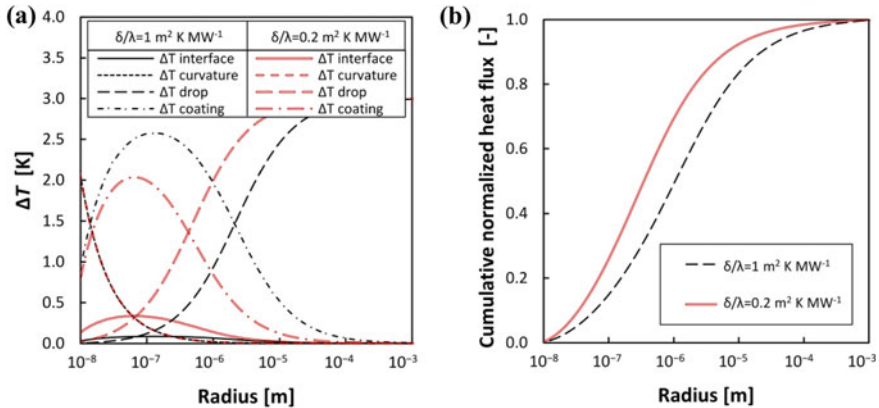 (a)
4.0
3.5
3.0
2.5
2.0
1.5
1.0
0.5
0.0
ΔT [K]
δ/λ=1 m² K MW⁻¹ δ/λ=0.2 m² K MW⁻¹
ΔT interface ΔT interface
ΔT curvature ΔT curvature
ΔT drop ΔT drop
ΔT coating ΔT coating
10⁻⁸ 10⁻⁷ 10⁻⁶ 10⁻⁵ 10⁻⁴ 10⁻³
Radius [m]
(b)
1.0
0.8
0.6
0.4
0.2
0.0
Cumulative normalized heat flux [-]
δ/λ=1 m² K MW⁻¹
δ/λ=0.2 m² K MW⁻¹
10⁻⁸ 10⁻⁷ 10⁻⁶ 10⁻⁵ 10⁻⁴ 10⁻³
Radius [m]